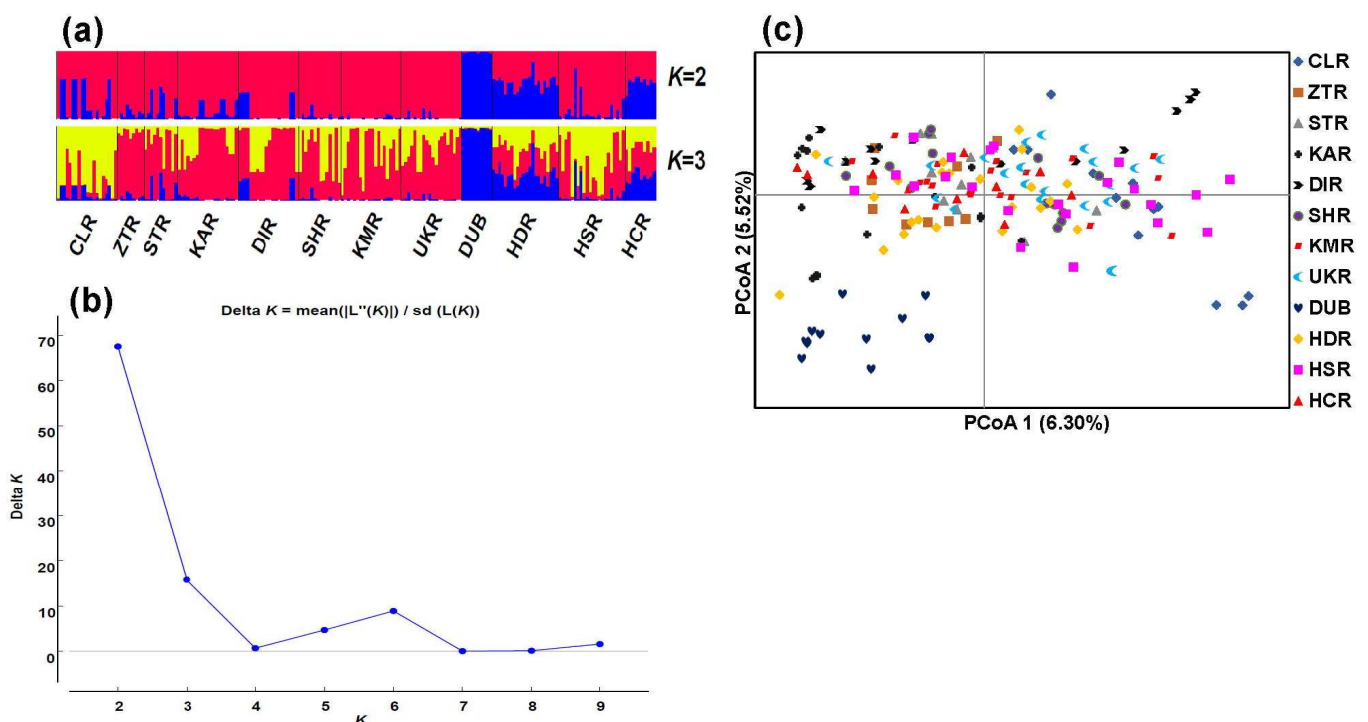 (a)
K=2
K=3
CLR ZTR STR KAR DIR SHR KMR UKR DUB HDR HSR HCR
(b)
Delta K = mean(|L"(K)|) / sd (L(K))
Delta K
70
60
50
40
30
20
10
0
2 3 4 5 6 7 8 9
K
(c)
PCoA 2 (5.52%)
PCoA 1 (6.30%)
CLR
ZTR
STR
KAR
DIR
SHR
KMR
UKR
DUB
HDR
HSR
HCR